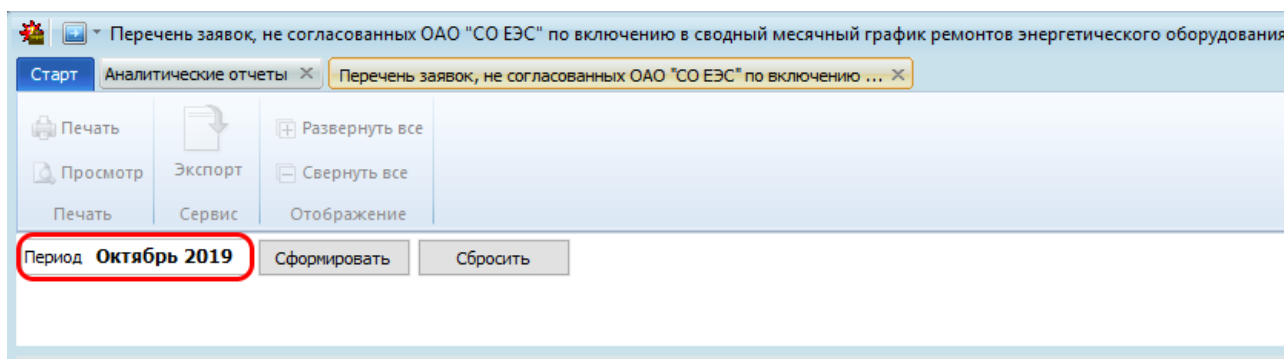 Перечень заявок, не согласованных ОАО "СО ЕЭС" по включению в сводный месячный график ремонтов энергетического оборудования
Старт Аналитические отчеты Перечень заявок, не согласованных ОАО "СО ЕЭС" по включению ...
Печать Экспорт Развернуть все
Просмотр Свернуть все
Печать Сервис Отображение
Период Октябрь 2019 Сформировать Сбросить